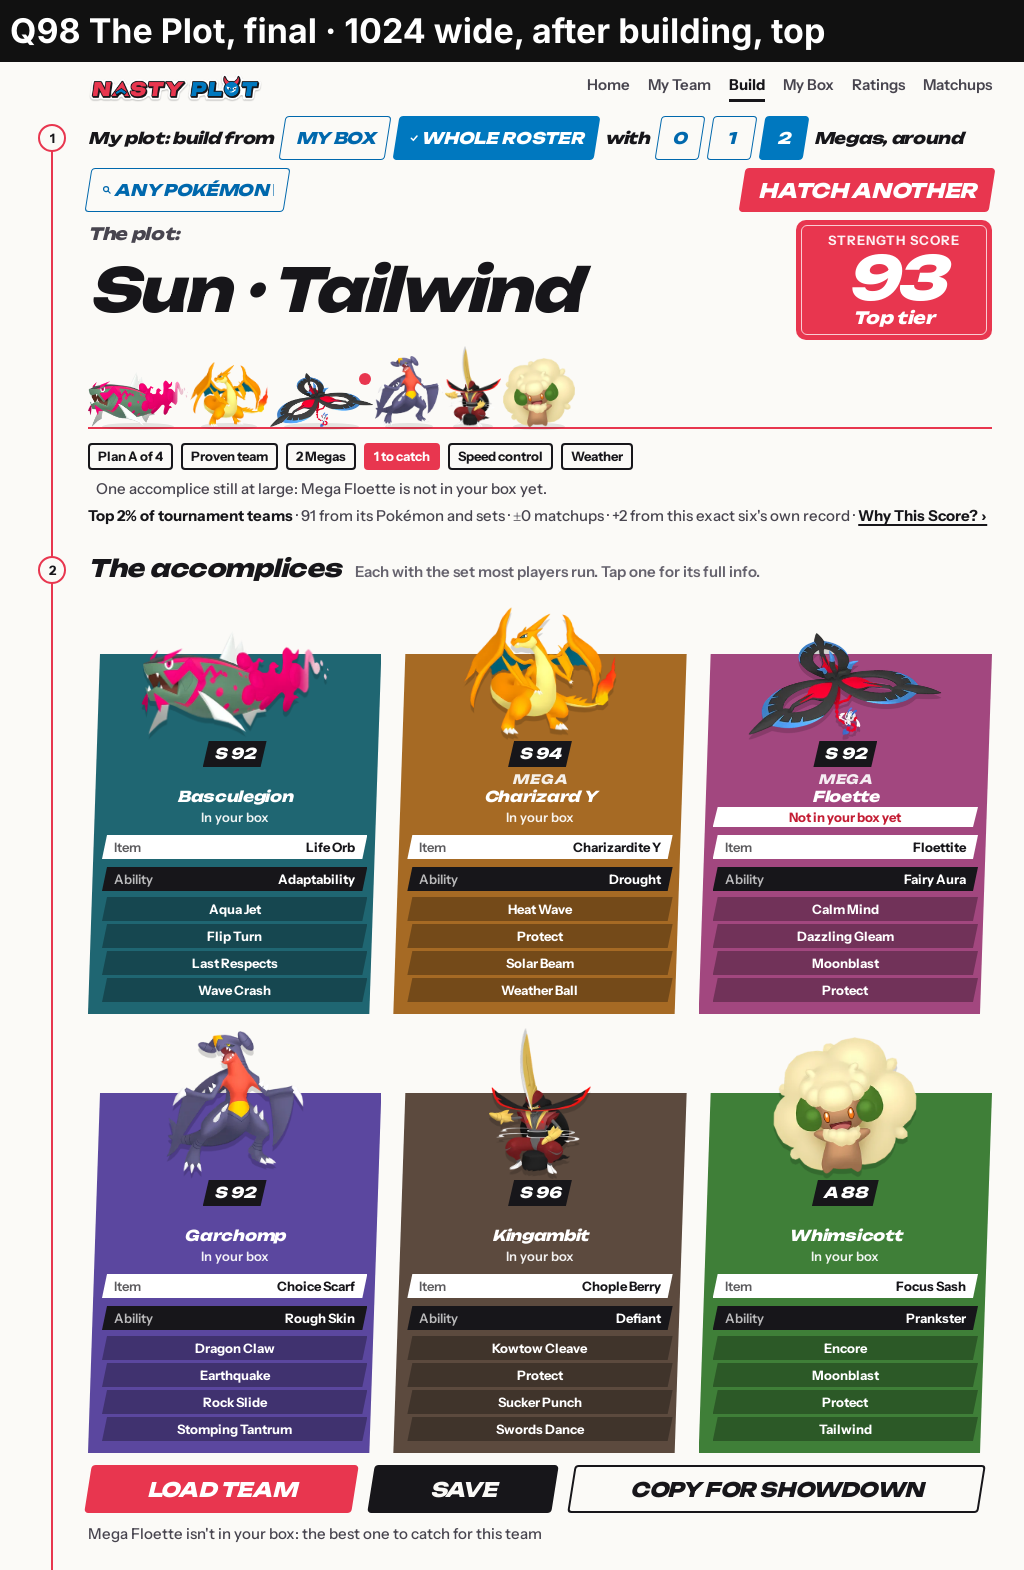 Q98 The Plot, final · 1024 wide, after building, top
NASTY PLOT
Home My Team Build My Box Ratings Matchups
1
My plot: build from MY BOX ✓ WHOLE ROSTER with 0 1 2 Megas, around
ANY POKÉMON
HATCH ANOTHER
The plot:
Sun · Tailwind
STRENGTH SCORE
93
Top tier
Plan A of 4 Proven team 2 Megas 1 to catch Speed control Weather
One accomplice still at large: Mega Floette is not in your box yet.
Top 2% of tournament teams · 91 from its Pokémon and sets · ±0 matchups · +2 from this exact six's own record · Why This Score? ›
2
The accomplices Each with the set most players run. Tap one for its full info.
S 92
Basculegion
In your box
Item Life Orb
Ability Adaptability
Aqua Jet
Flip Turn
Last Respects
Wave Crash
S 94
MEGA
Charizard Y
In your box
Item Charizardite Y
Ability Drought
Heat Wave
Protect
Solar Beam
Weather Ball
S 92
MEGA
Floette
Not in your box yet
Item Floettite
Ability Fairy Aura
Calm Mind
Dazzling Gleam
Moonblast
Protect
S 92
Garchomp
In your box
Item Choice Scarf
Ability Rough Skin
Dragon Claw
Earthquake
Rock Slide
Stomping Tantrum
S 96
Kingambit
In your box
Item Chople Berry
Ability Defiant
Kowtow Cleave
Protect
Sucker Punch
Swords Dance
A 88
Whimsicott
In your box
Item Focus Sash
Ability Prankster
Encore
Moonblast
Protect
Tailwind
LOAD TEAM SAVE COPY FOR SHOWDOWN
Mega Floette isn't in your box: the best one to catch for this team